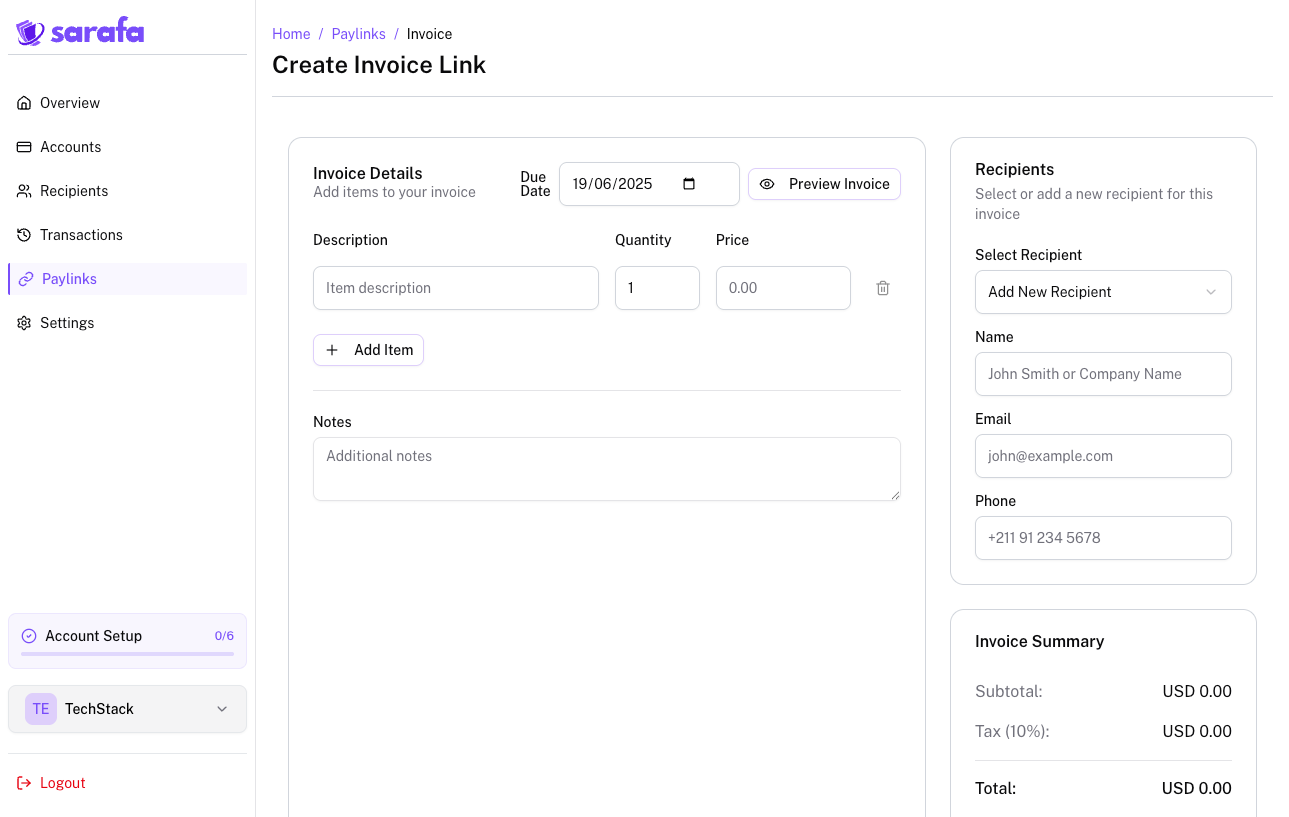 sarafa
Overview
Accounts
Recipients
Transactions
Paylinks
Settings
Account Setup 0/6
TE TechStack
Logout
Home / Paylinks / Invoice
Create Invoice Link
Invoice Details
Add items to your invoice
Due
Date
19/06/2025
Preview Invoice
Description Quantity Price
Item description 1 0.00
Add Item
Notes
Additional notes
Recipients
Select or add a new recipient for this
invoice
Select Recipient
Add New Recipient
Name
John Smith or Company Name
Email
john@example.com
Phone
+211 91 234 5678
Invoice Summary
Subtotal: USD 0.00
Tax (10%): USD 0.00
Total: USD 0.00